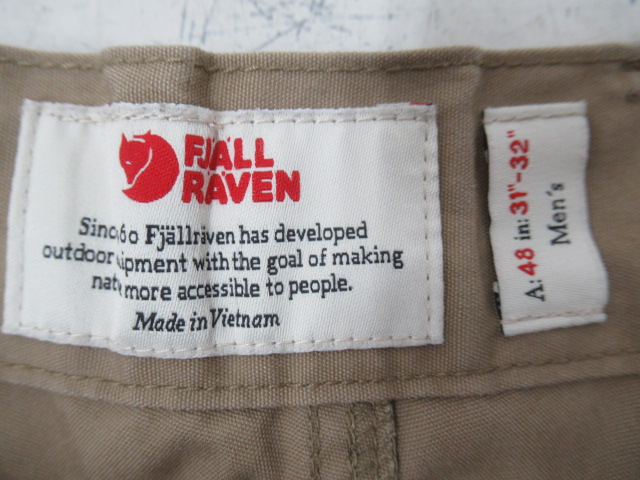 FJÄLL
RÄVEN
Fjällräven has developed
outdoor with the goal of making
more accessible to people.
Made in Vietnam
A: 48 in: 31"-32"
Men's